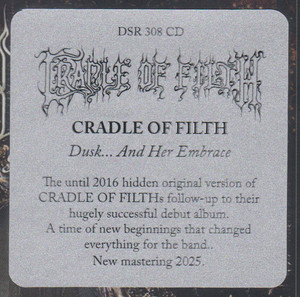 DSR 308 CD
CRADLE OF FILTH
CRADLE OF FILTH
Dusk... And Her Embrace
The until 2016 hidden original version of
CRADLE OF FILTHs follow-up to their
hugely successful debut album.
A time of new beginnings that changed
everything for the band..
New mastering 2025.